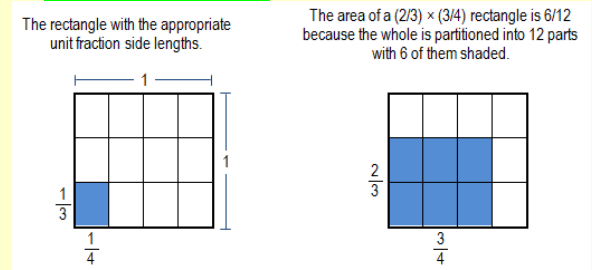 The rectangle with the appropriate
unit fraction side lengths.
1
1
1/3
1/4
The area of a (2/3) × (3/4) rectangle is 6/12
because the whole is partitioned into 12 parts
with 6 of them shaded.
2/3
3/4